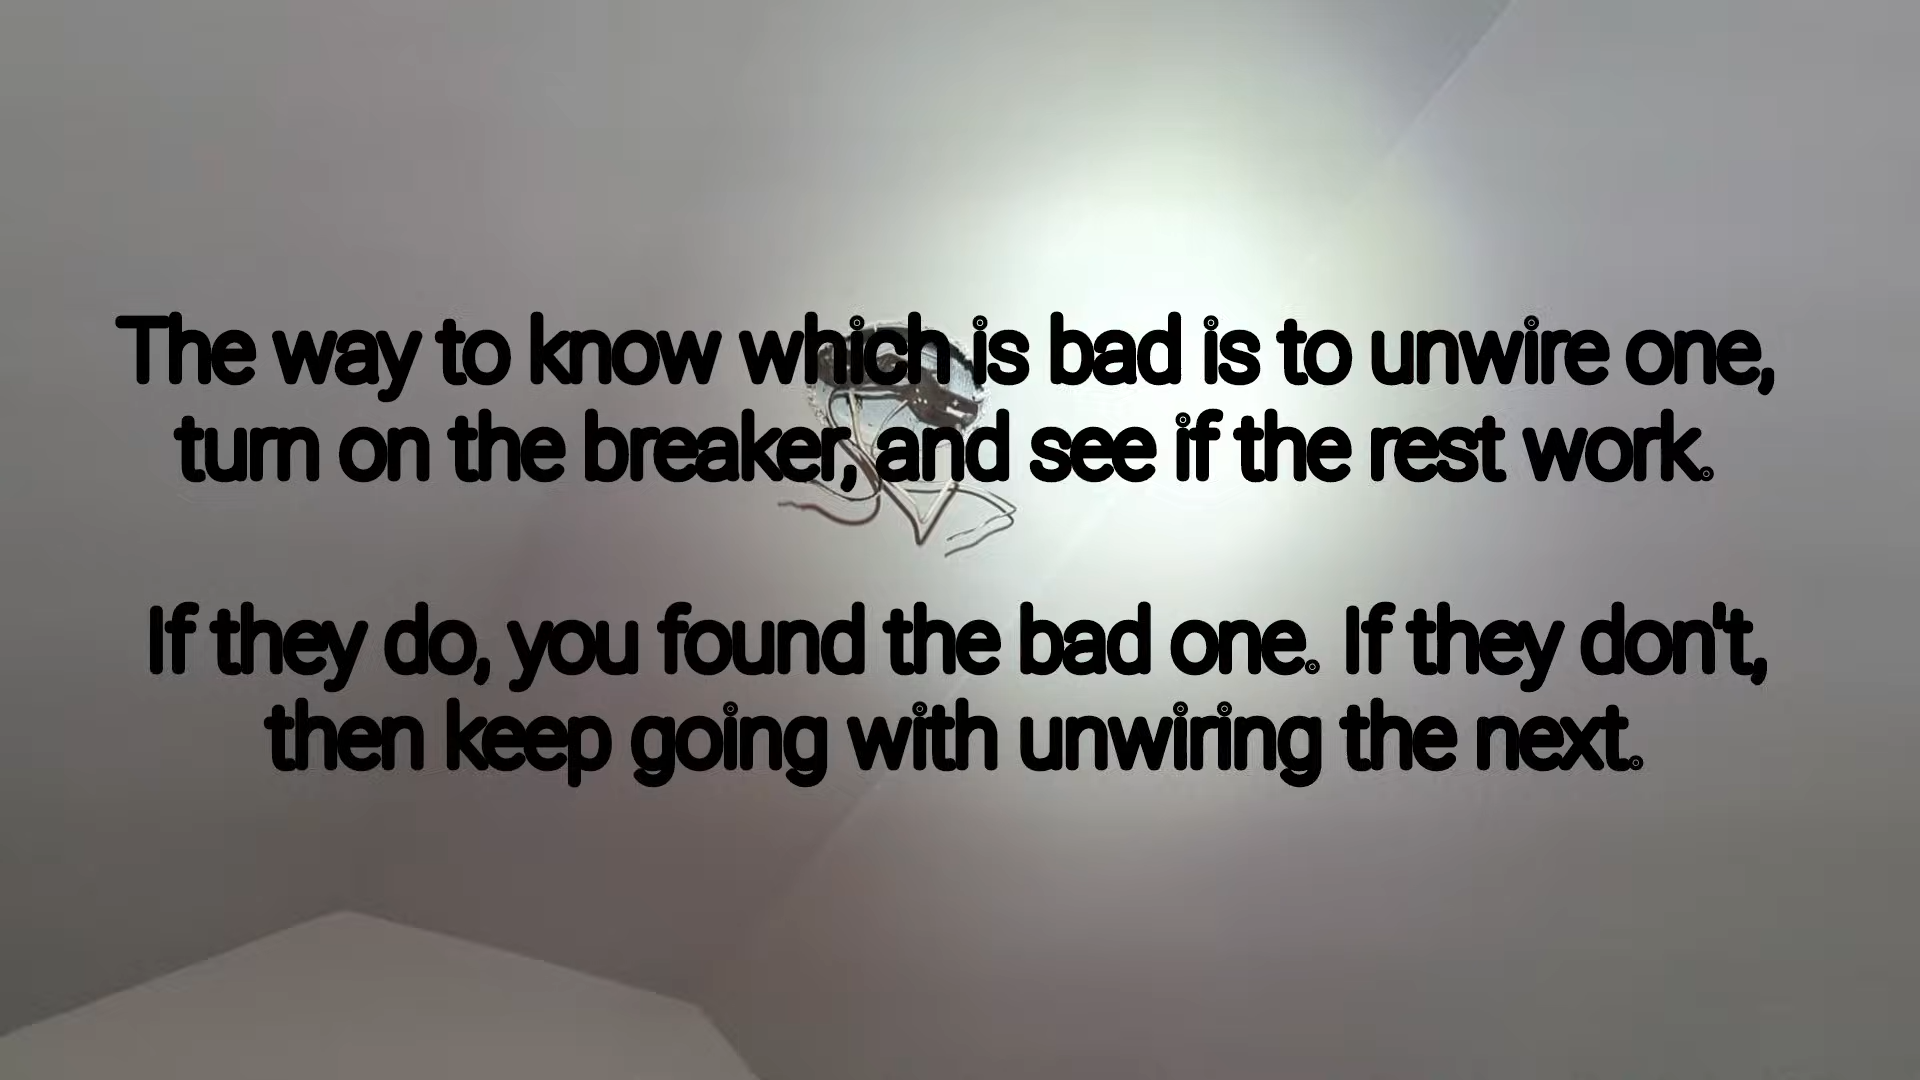 The way to know which is bad is to unwire one,
turn on the breaker, and see if the rest work.
If they do, you found the bad one. If they don't,
then keep going with unwiring the next.